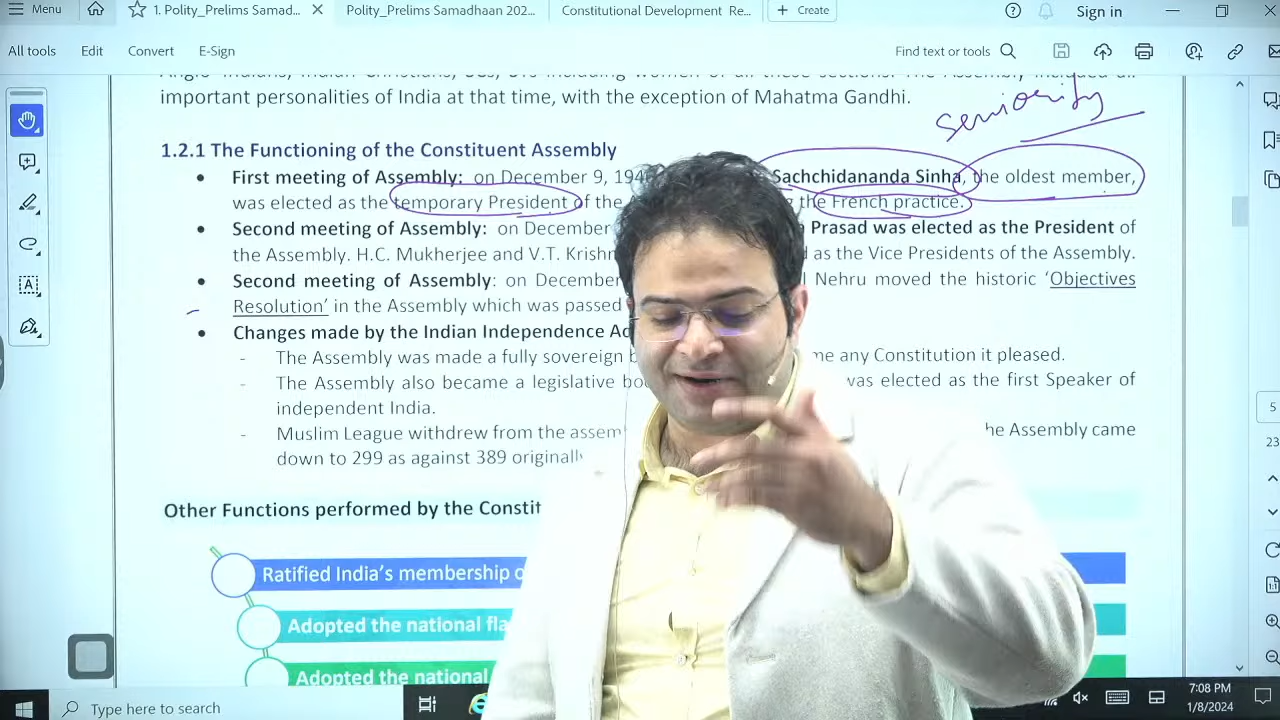 Menu
1. Polity_Prelims Samad...
Polity_Prelims Samadhaan 202...
Constitutional Development Re...
Create
Sign in
All tools Edit Convert E-Sign
Find text or tools
important personalities of India at that time, with the exception of Mahatma Gandhi.
seniority
1.2.1 The Functioning of the Constituent Assembly
First meeting of Assembly: on December 9, 194 Sachchidananda Sinha, the oldest member,
was elected as the temporary President of the the French practice.
Second meeting of Assembly: on December Prasad was elected as the President of
the Assembly. H.C. Mukherjee and V.T. Krishn as the Vice Presidents of the Assembly.
Second meeting of Assembly: on December Nehru moved the historic ‘Objectives
Resolution’ in the Assembly which was passed
Changes made by the Indian Independence
- The Assembly was made a fully sovereign any Constitution it pleased.
- The Assembly also became a legislative was elected as the first Speaker of
independent India.
- Muslim League withdrew from the assem the Assembly came
down to 299 as against 389 originally
Other Functions performed by the Constit
Ratified India’s membership
Adopted the national fla
Adopted the national
5
23
Type here to search
7:08 PM
1/8/2024